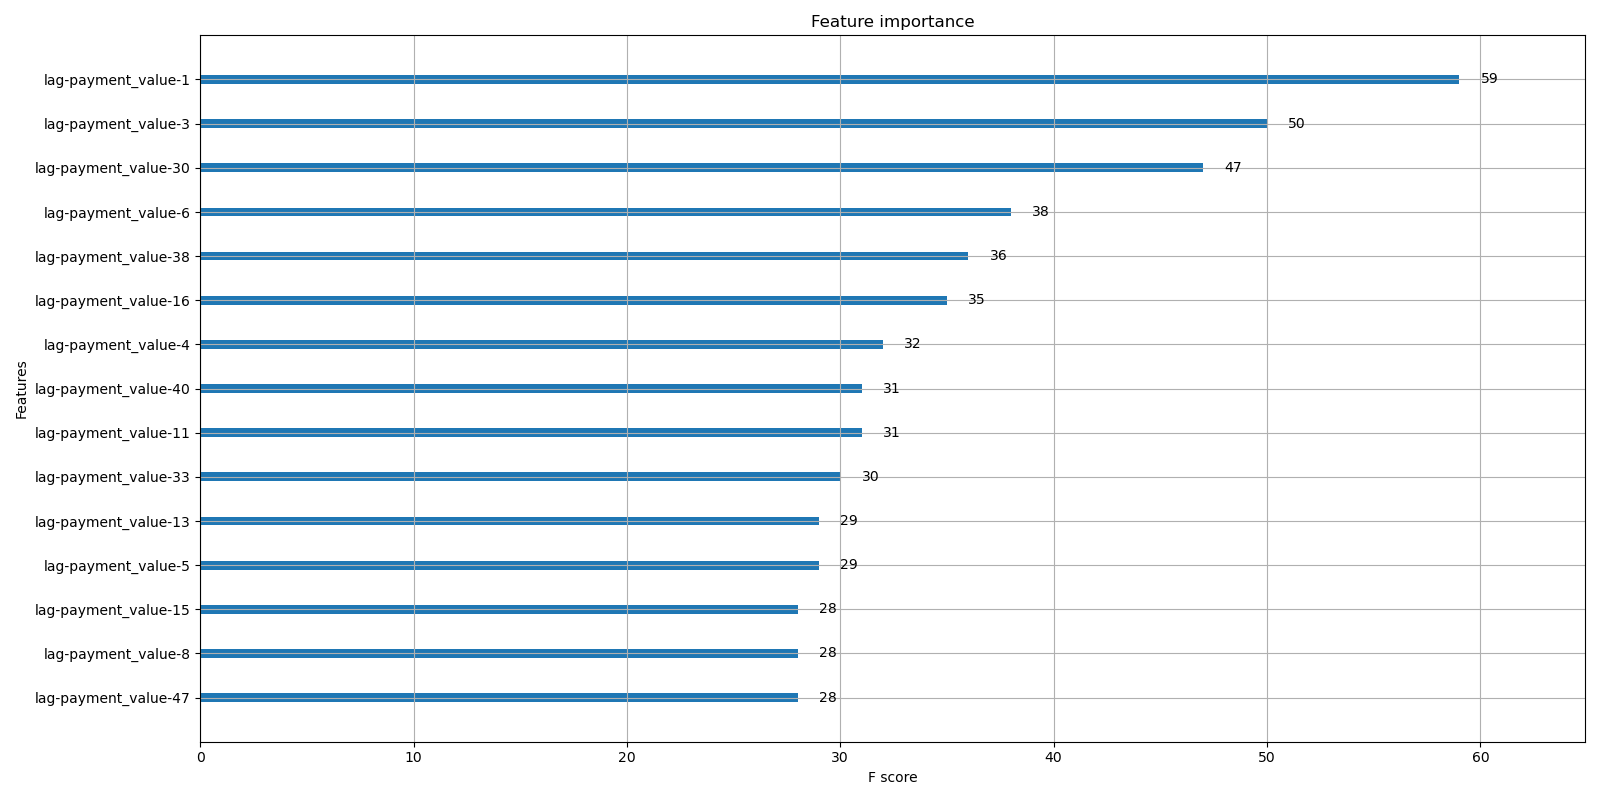 Feature importance
lag-payment_value-1 59
lag-payment_value-3 50
lag-payment_value-30 47
lag-payment_value-6 38
lag-payment_value-38 36
lag-payment_value-16 35
lag-payment_value-4 32
lag-payment_value-40 31
lag-payment_value-11 31
lag-payment_value-33 30
lag-payment_value-13 29
lag-payment_value-5 29
lag-payment_value-15 28
lag-payment_value-8 28
lag-payment_value-47 28
Features
0 10 20 30 40 50 60
F score